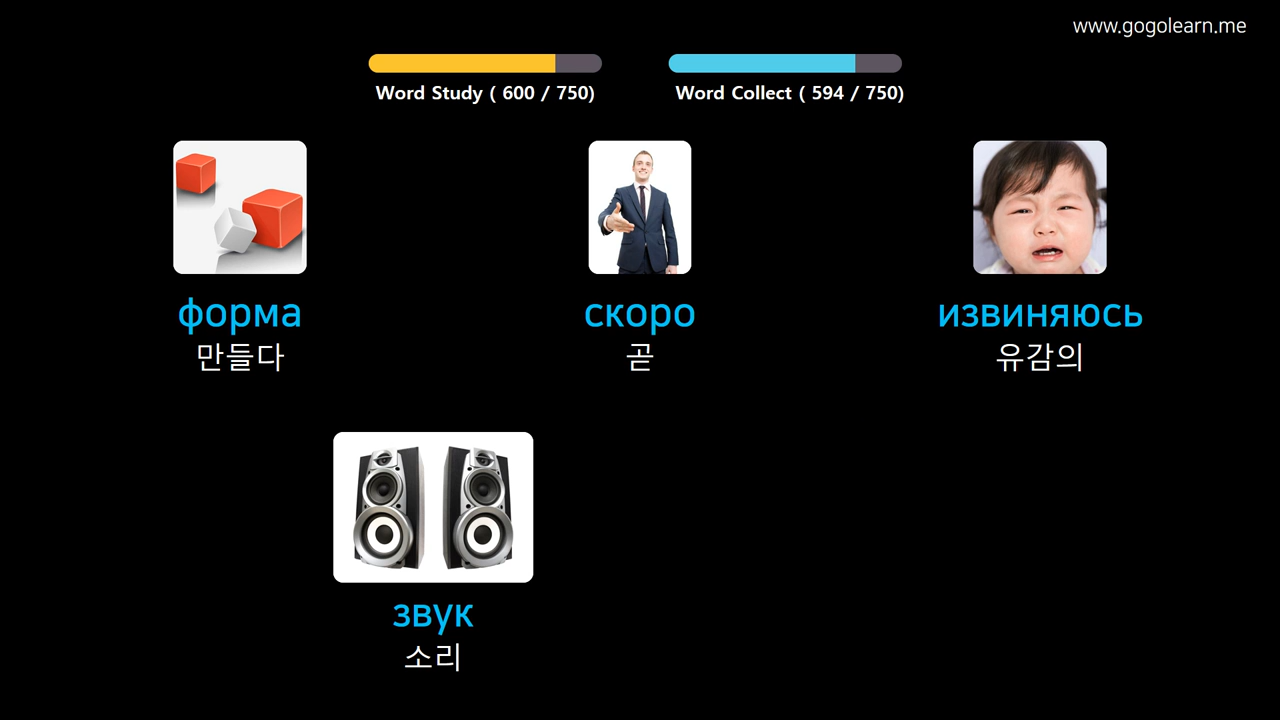 www.gogolearn.me
Word Study ( 600 / 750)
Word Collect ( 594 / 750)
форма
만들다
скоро
곧
извиняюсь
유감의
звук
소리